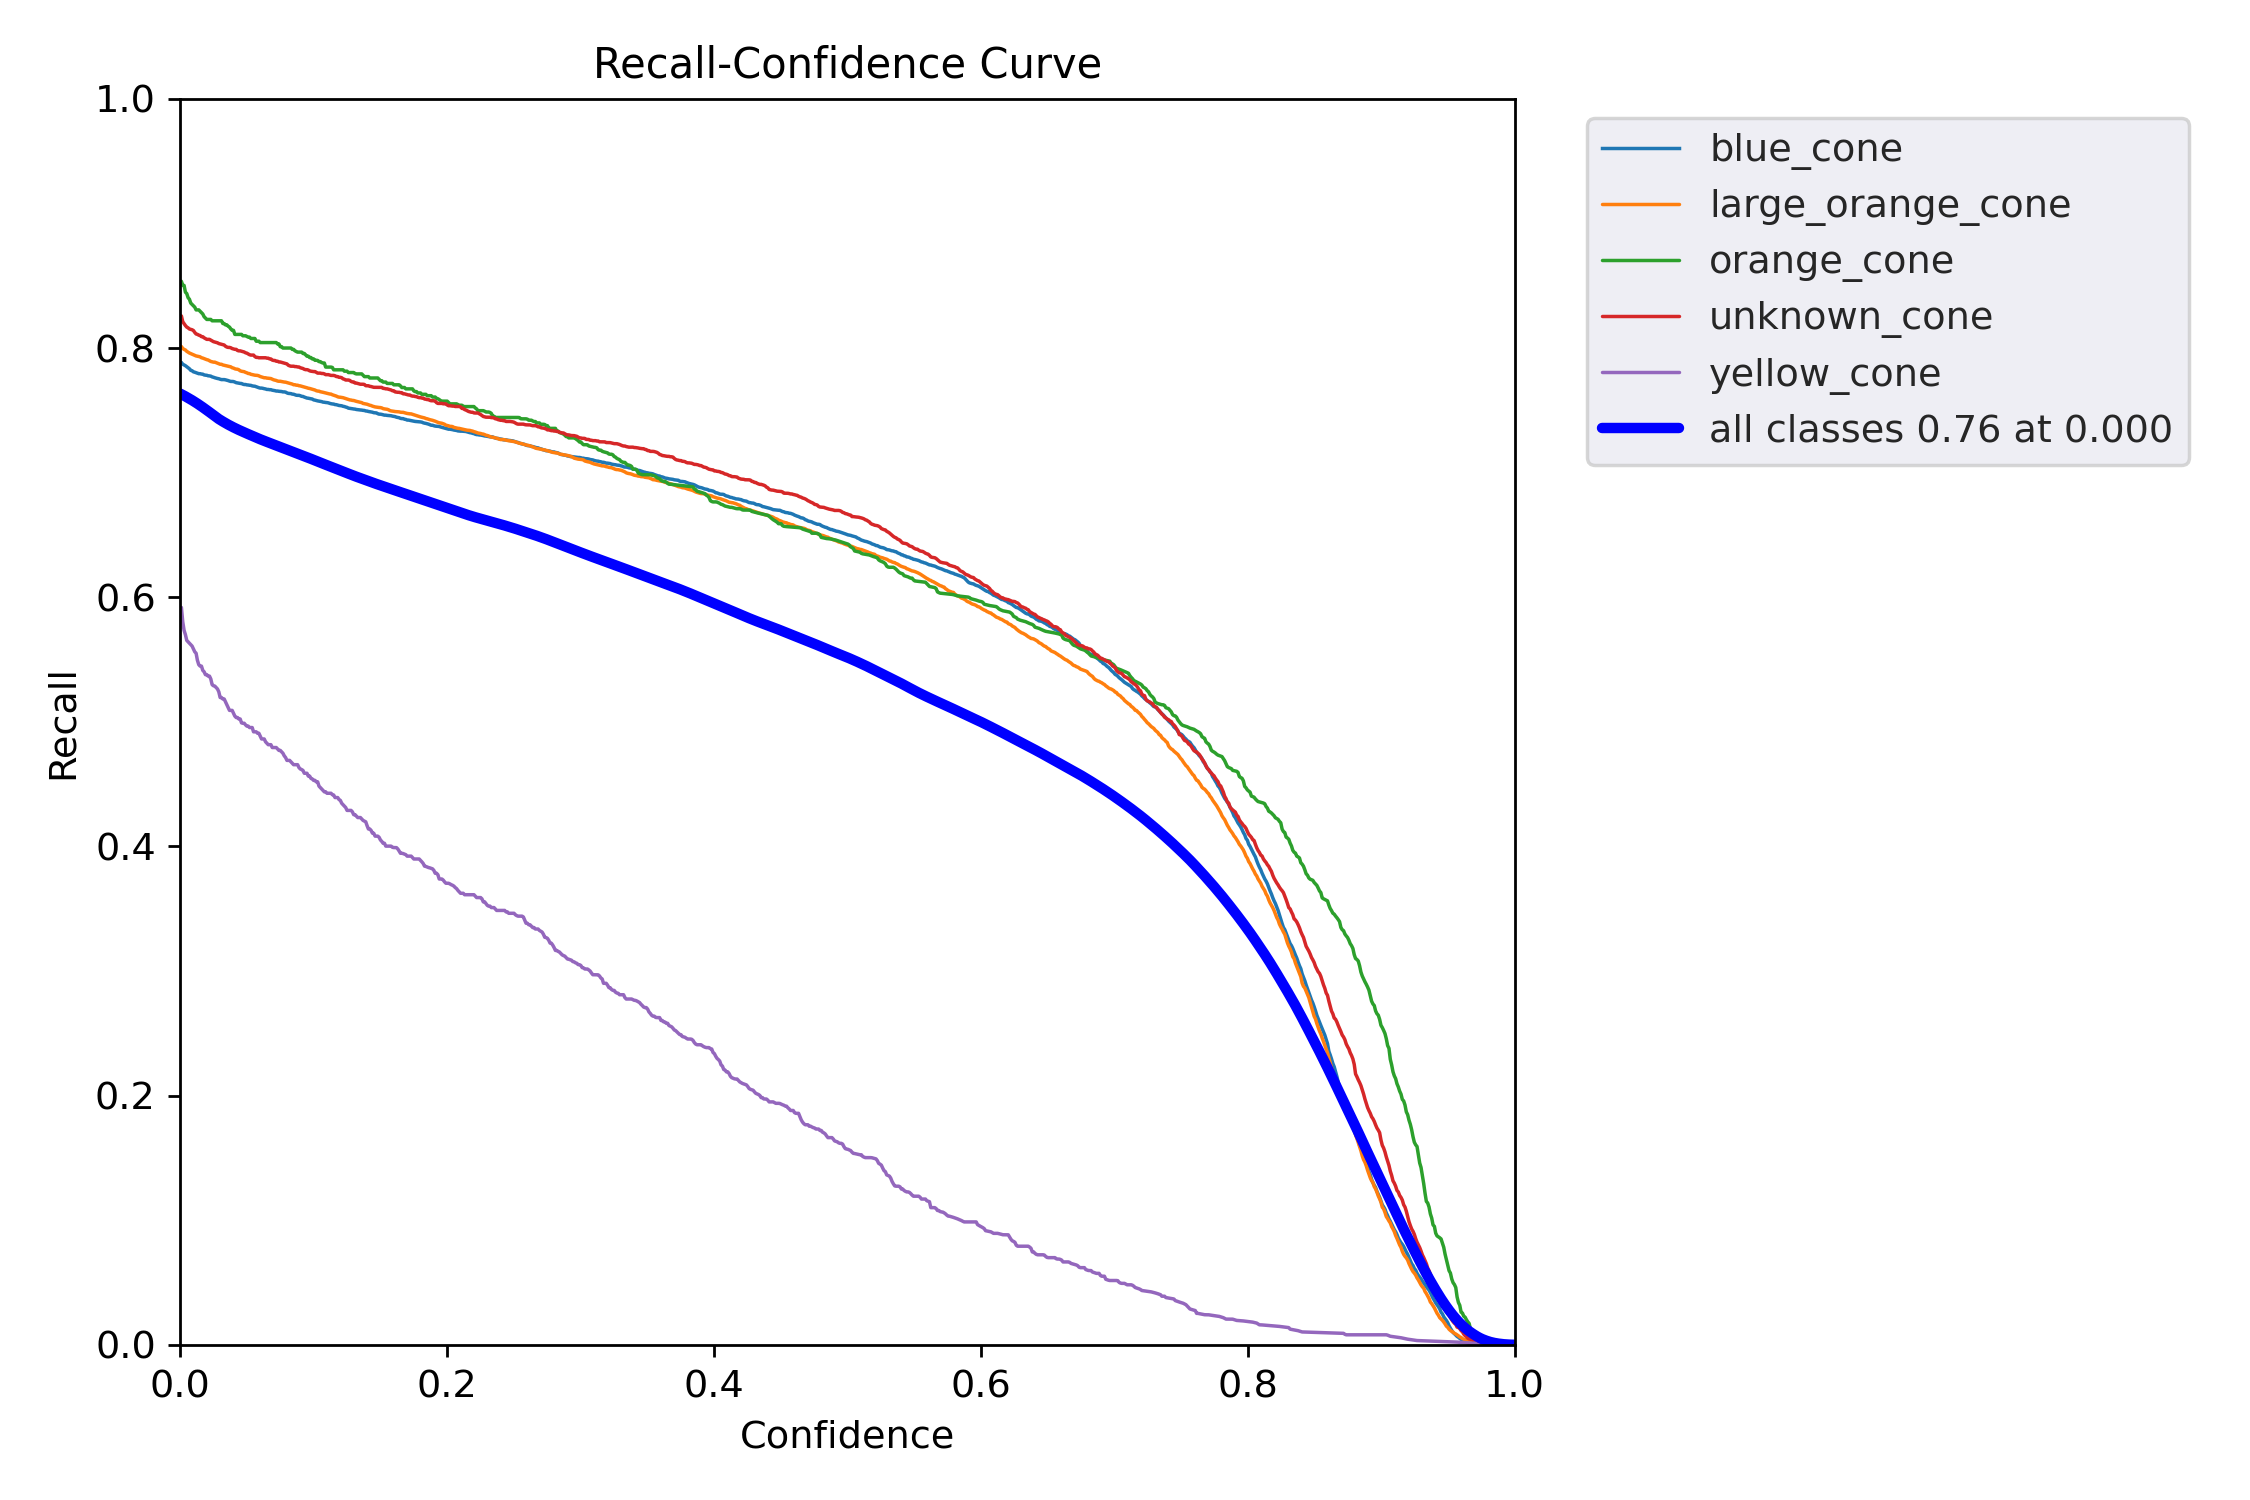 Recall-Confidence Curve
1.0
0.8
0.6
0.4
0.2
0.0
Recall
0.0 0.2 0.4 0.6 0.8 1.0
Confidence
blue_cone
large_orange_cone
orange_cone
unknown_cone
yellow_cone
all classes 0.76 at 0.000